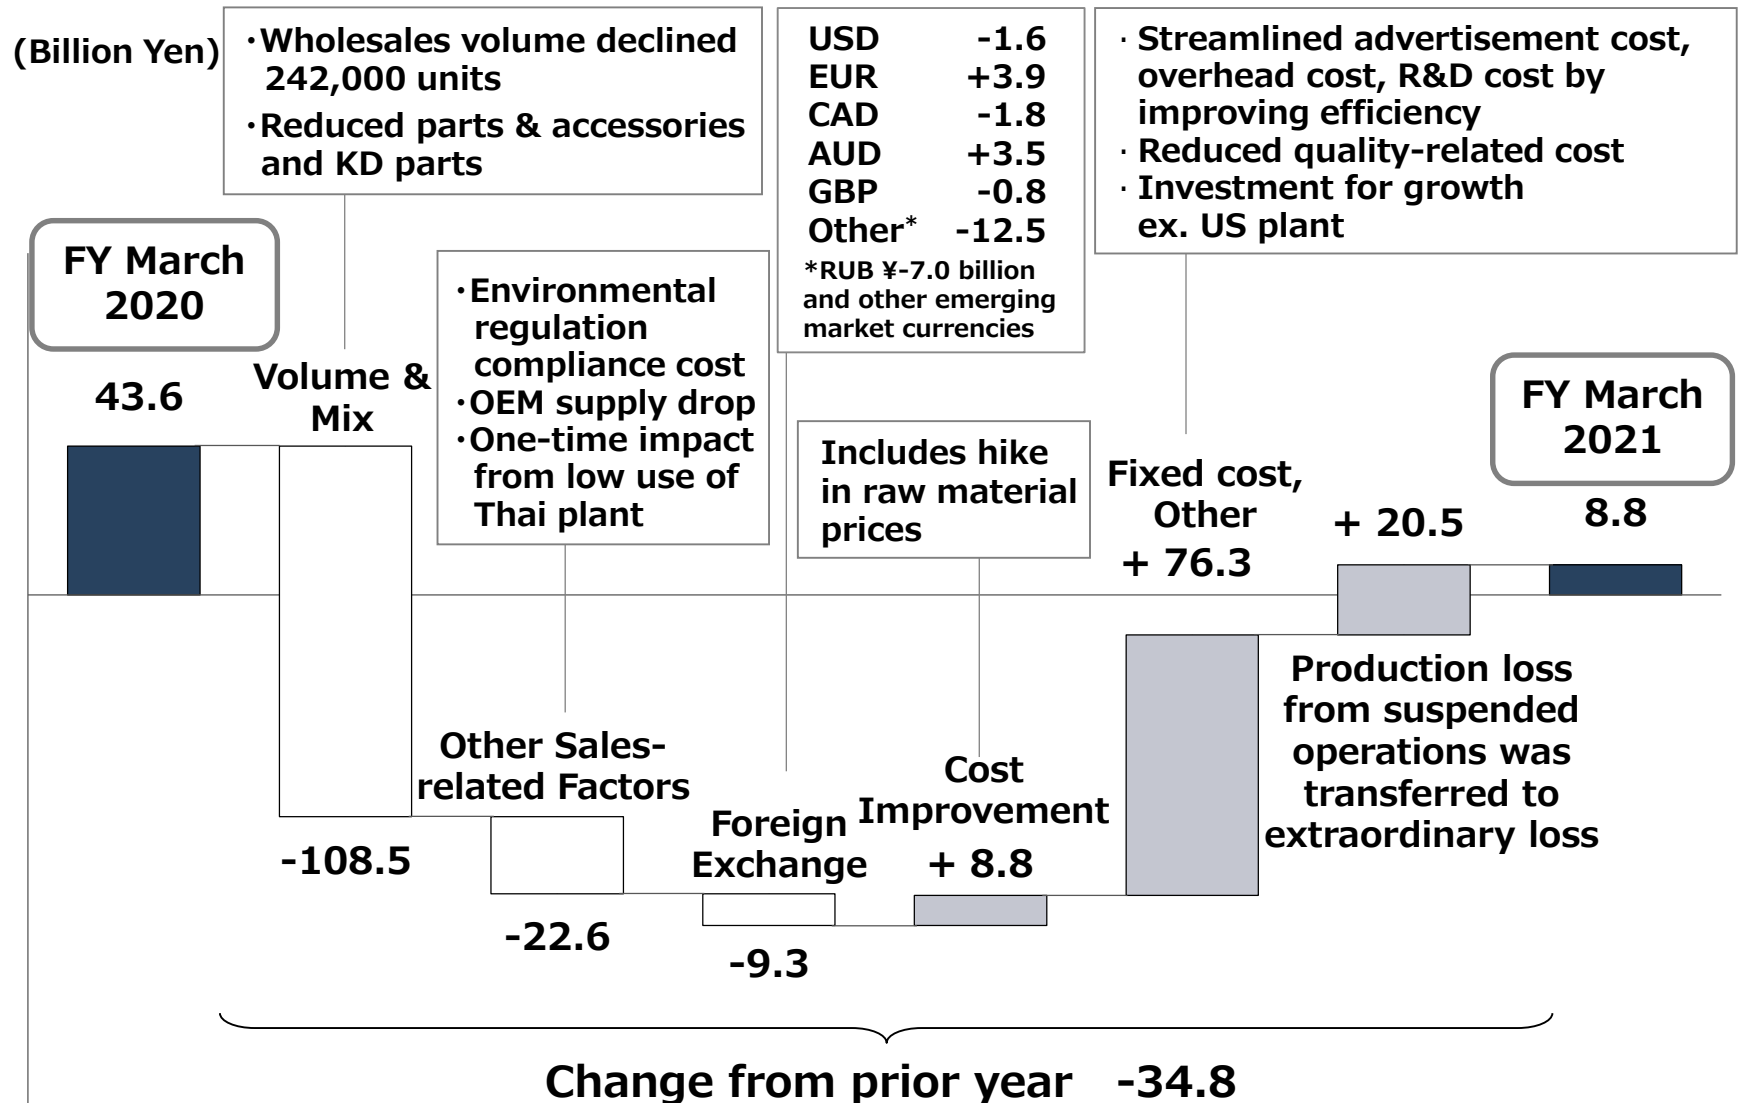 (Billion Yen)
・Wholesales volume declined
242,000 units
・Reduced parts & accessories
and KD parts
USD -1.6
EUR +3.9
CAD -1.8
AUD +3.5
GBP -0.8
Other* -12.5
*RUB ¥-7.0 billion
and other emerging
market currencies
· Streamlined advertisement cost,
overhead cost, R&D cost by
improving efficiency
· Reduced quality-related cost
· Investment for growth
ex. US plant
FY March
2020
43.6
Volume &
Mix
-108.5
・Environmental
regulation
compliance cost
・OEM supply drop
・One-time impact
from low use of
Thai plant
Other Sales-
related Factors
-22.6
Foreign
Exchange
-9.3
Includes hike
in raw material
prices
Cost
Improvement
+ 8.8
Fixed cost,
Other
+ 76.3
+ 20.5
Production loss
from suspended
operations was
transferred to
extraordinary loss
FY March
2021
8.8
Change from prior year -34.8